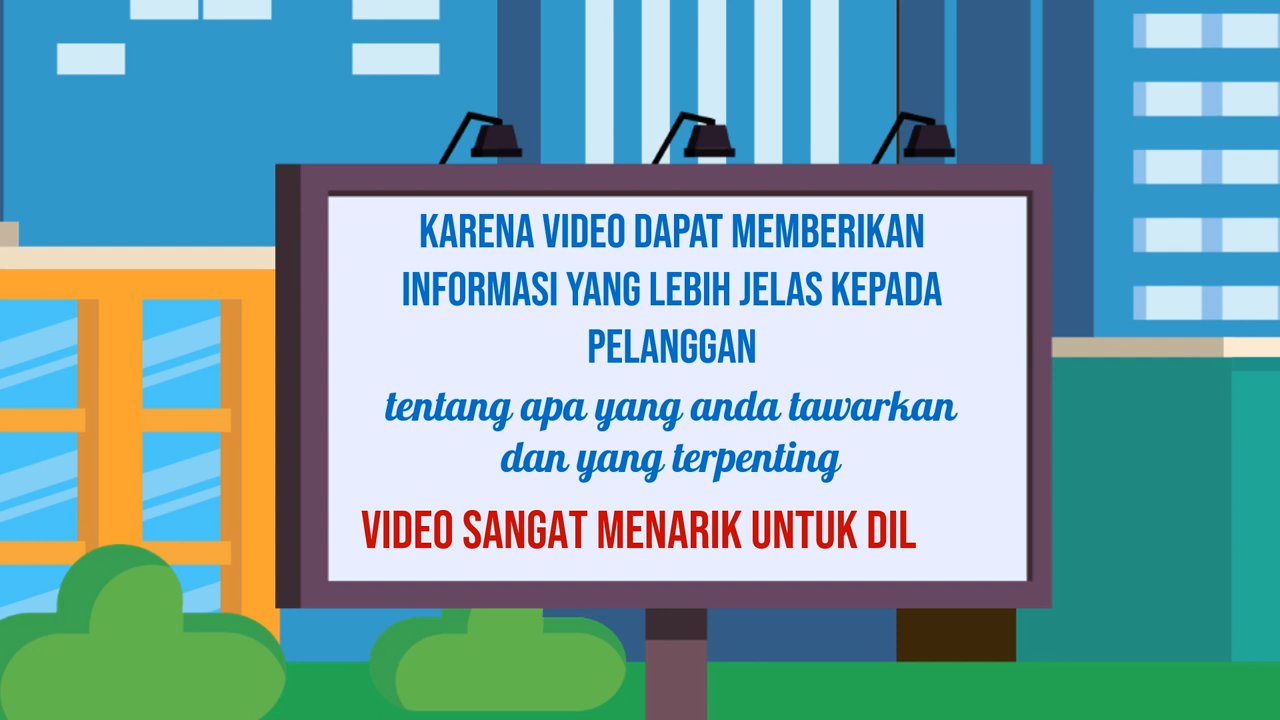 KARENA VIDEO DAPAT MEMBERIKAN
INFORMASI YANG LEBIH JELAS KEPADA
PELANGGAN
tentang apa yang anda tawarkan
dan yang terpenting
VIDEO SANGAT MENARIK UNTUK DIL